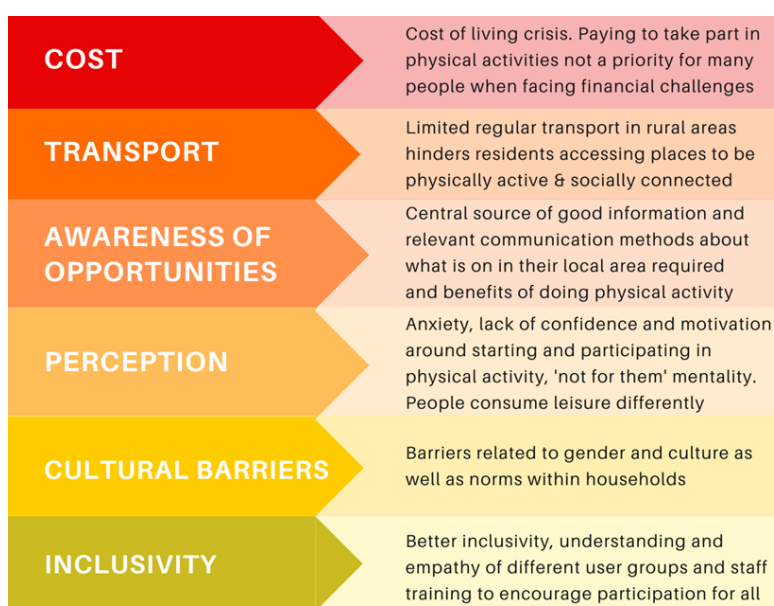 COST
Cost of living crisis. Paying to take part in
physical activities not a priority for many
people when facing financial challenges
TRANSPORT
Limited regular transport in rural areas
hinders residents accessing places to be
physically active & socially connected
AWARENESS OF
OPPORTUNITIES
Central source of good information and
relevant communication methods about
what is on in their local area required
and benefits of doing physical activity
PERCEPTION
Anxiety, lack of confidence and motivation
around starting and participating in
physical activity, 'not for them' mentality.
People consume leisure differently
CULTURAL BARRIERS
Barriers related to gender and culture as
well as norms within households
INCLUSIVITY
Better inclusivity, understanding and
empathy of different user groups and staff
training to encourage participation for all